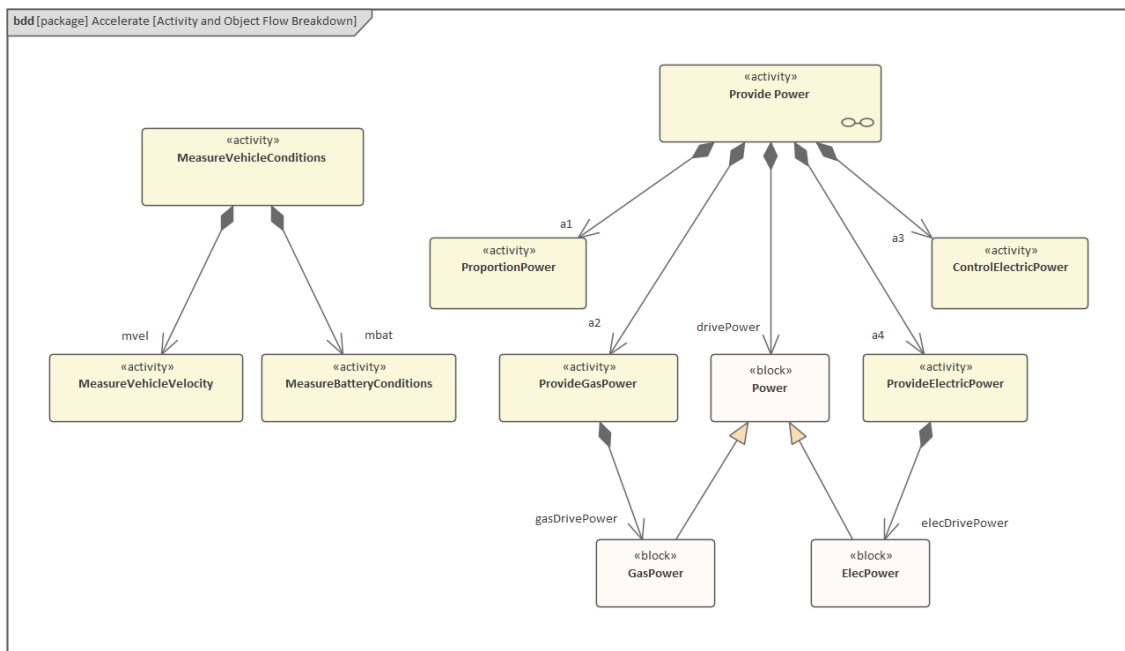 bdd [package] Accelerate [Activity and Object Flow Breakdown]
«activity»
Provide Power
«activity»
MeasureVehicleConditions
a1
a3
«activity»
ProportionPower
«activity»
ControlElectricPower
mvel
mbat
a2
drivePower
a4
«activity»
MeasureVehicleVelocity
«activity»
MeasureBatteryConditions
«activity»
ProvideGasPower
«block»
Power
«activity»
ProvideElectricPower
gasDrivePower
elecDrivePower
«block»
GasPower
«block»
ElecPower